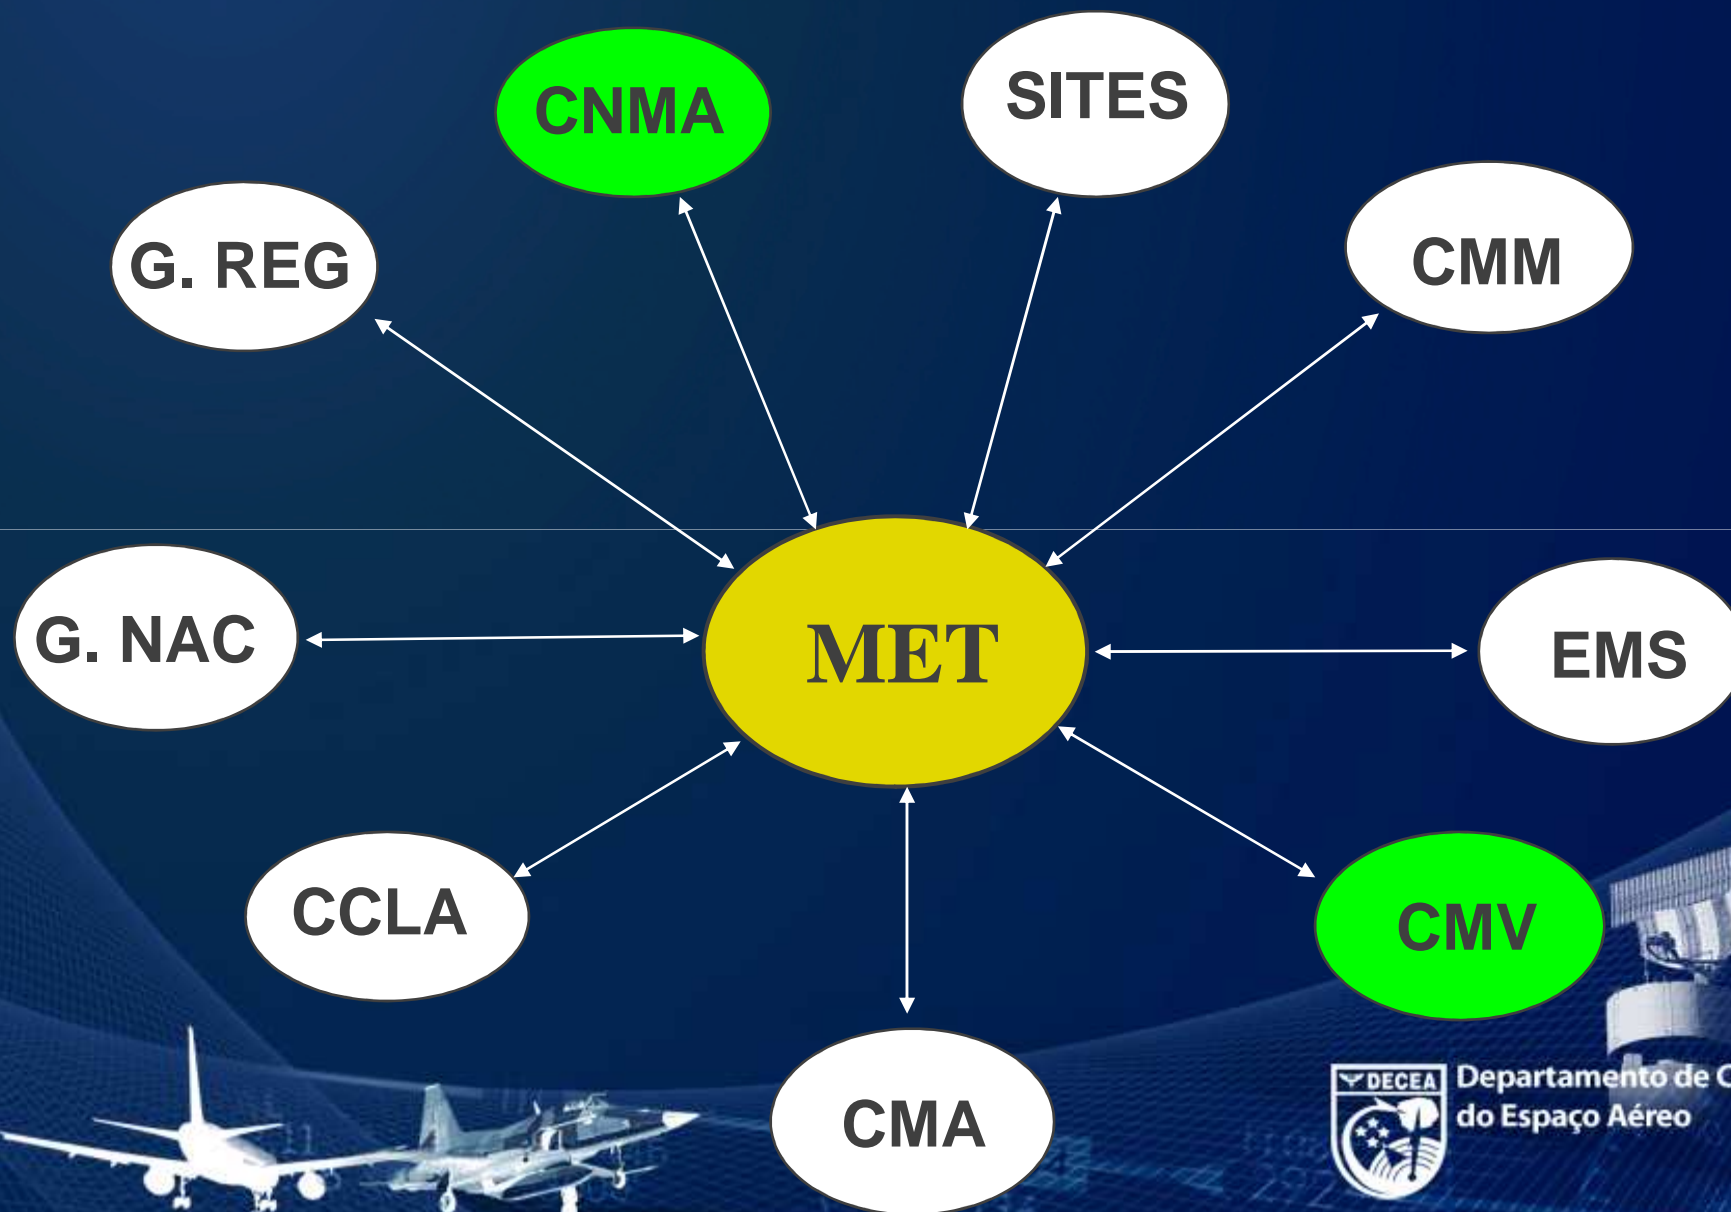 CNMA
SITES
G. REG
CMM
MET
G. NAC
EMS
CCLA
CMV
CMA
DECEA
Departamento de C
do Espaço Aéreo